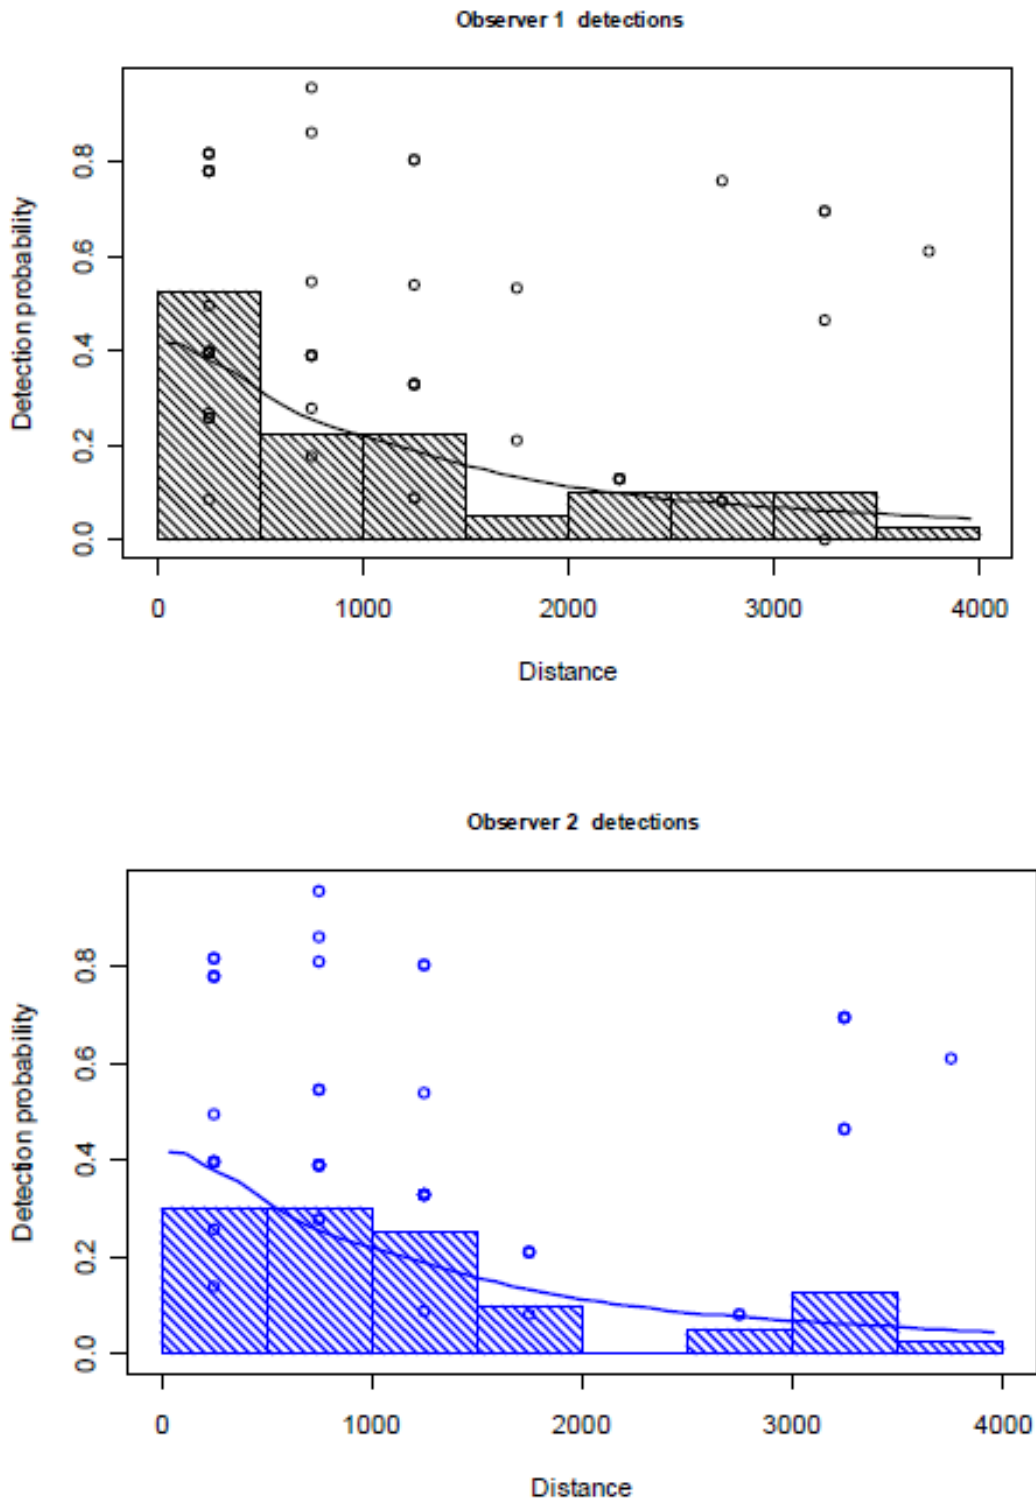 Observer 1 detections
Detection probability
0.8
0.6
0.4
0.2
0.0
0 1000 2000 3000 4000
Distance
Observer 2 detections
Detection probability
0.8
0.6
0.4
0.2
0.0
0 1000 2000 3000 4000
Distance